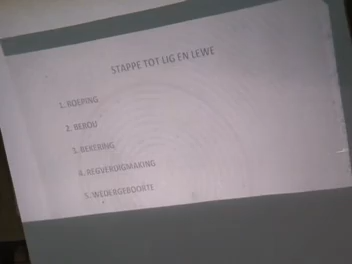 STAPPE TOT LIG EN LEWE
1. ROEPING
2. BEROU
3. BEKERING
4. REGVERDIGMAKING
5. WEDERGEBOORTE